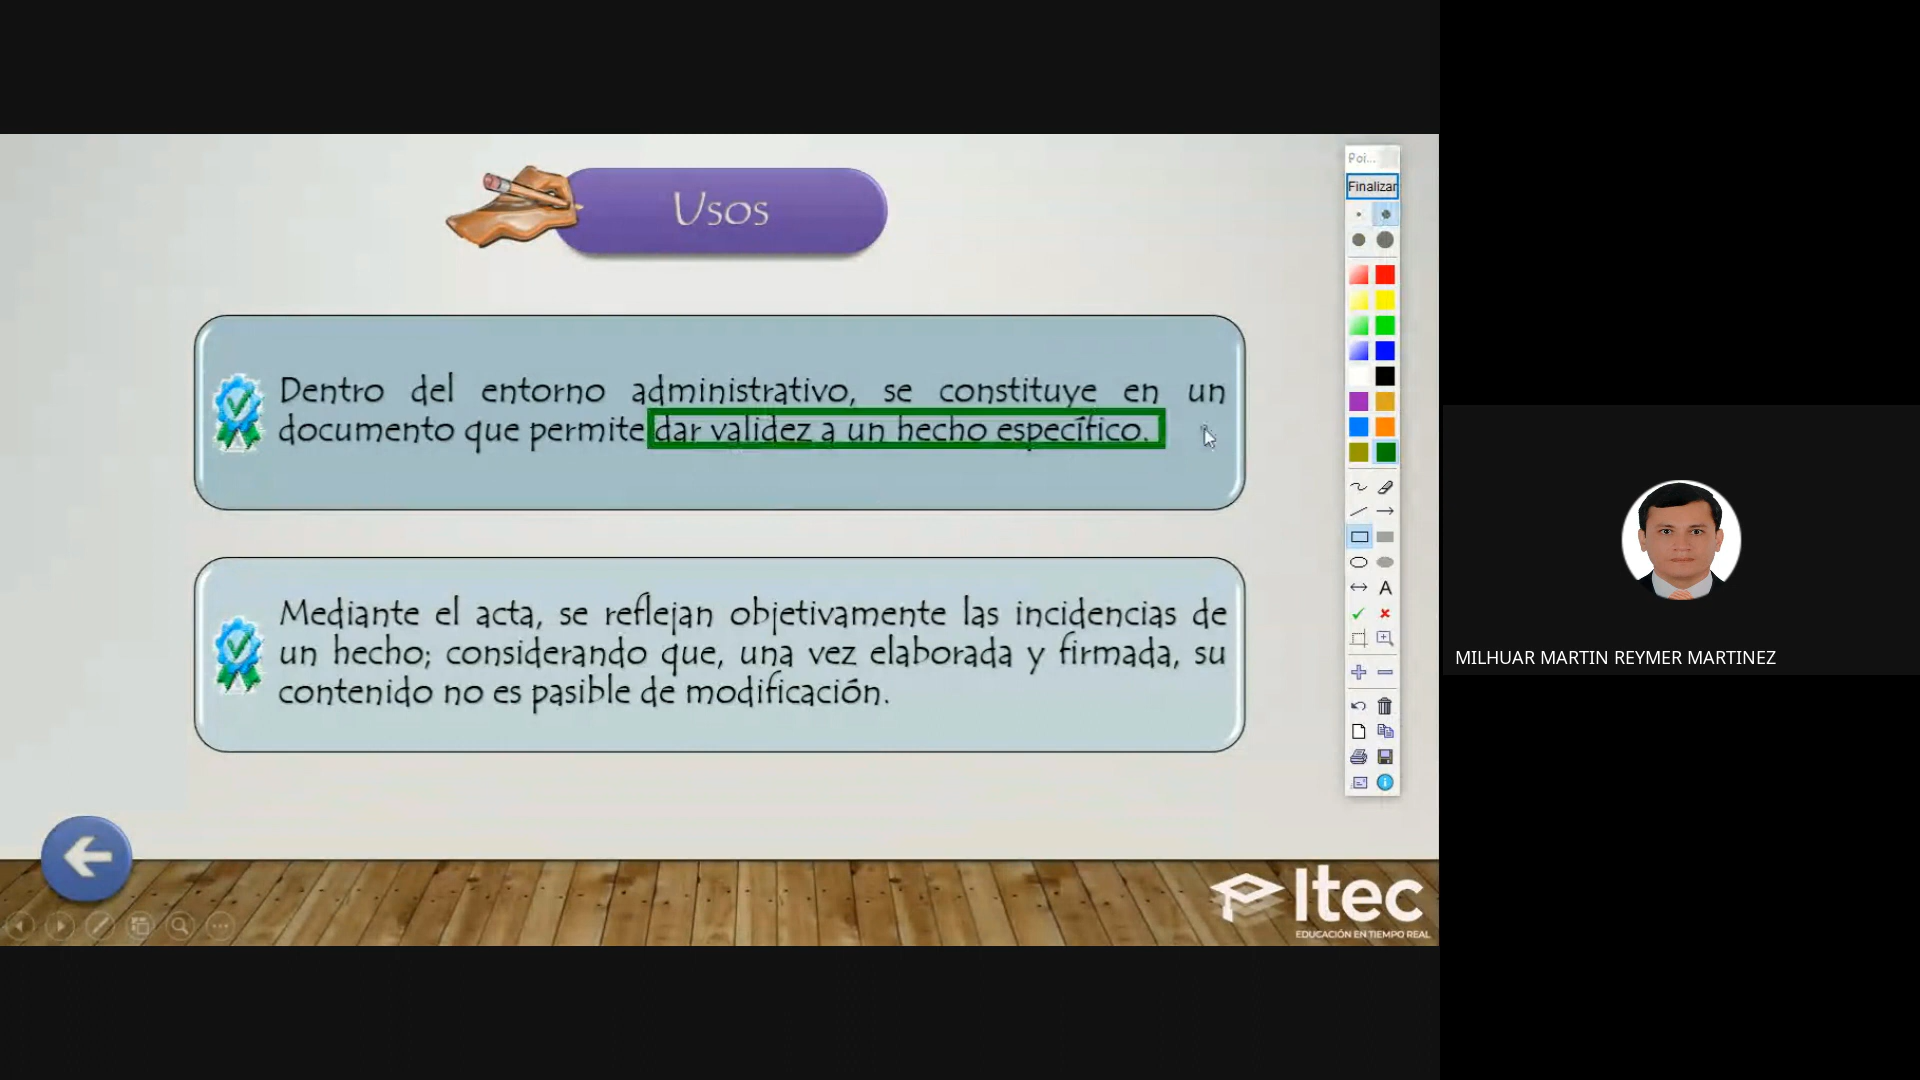 Usos
Dentro del entorno administrativo, se constituye en un
documento que permite dar validez a un hecho específico.
Mediante el acta, se reflejan objetivamente las incidencias de
un hecho; considerando que, una vez elaborada y firmada, su
contenido no es pasible de modificación.
Itec
EDUCACIÓN EN TIEMPO REAL
Poi...
Finalizar
A
MILHUAR MARTIN REYMER MARTINEZ